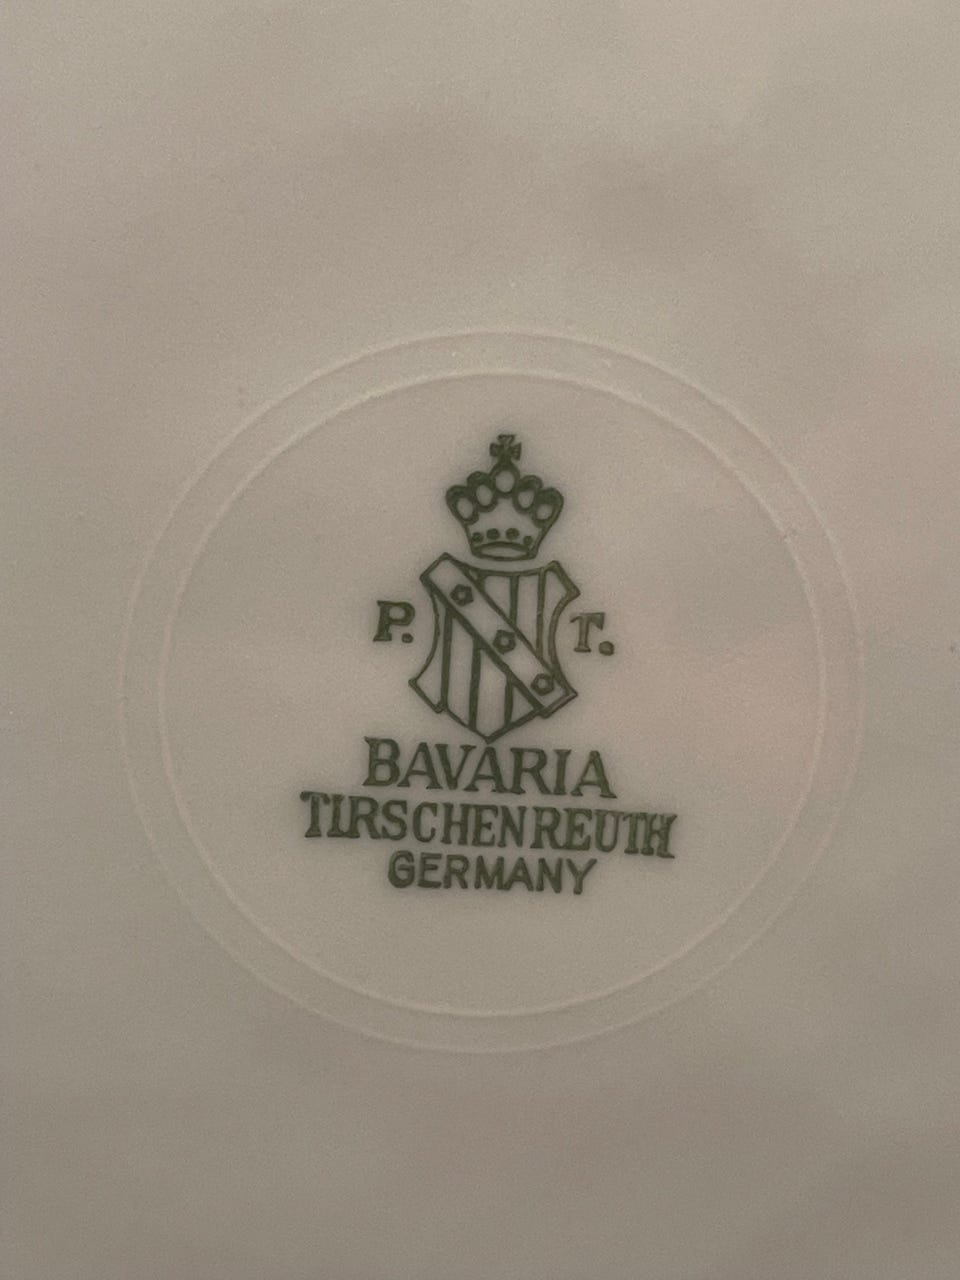 P. T.
BAVARIA
TIRSCHENREUTH
GERMANY